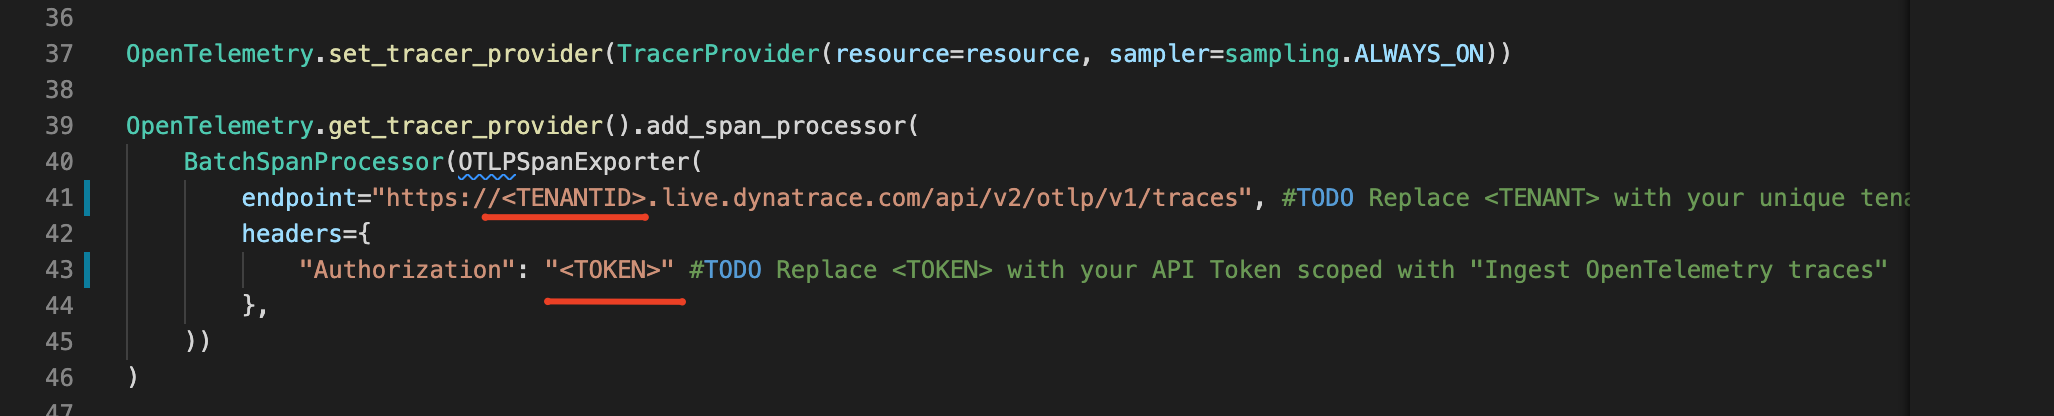 36
37 OpenTelemetry.set_tracer_provider(TracerProvider(resource=resource, sampler=sampling.ALWAYS_ON))
38
39 OpenTelemetry.get_tracer_provider().add_span_processor(
40 BatchSpanProcessor(OTLPSpanExporter(
41 endpoint="https://<TENANTID>.live.dynatrace.com/api/v2/otlp/v1/traces", #TODO Replace <TENANT> with your unique
42 headers={
43 "Authorization": "<TOKEN>" #TODO Replace <TOKEN> with your API Token scoped with "Ingest OpenTelemetry traces"
44 },
45 ))
46 )
47